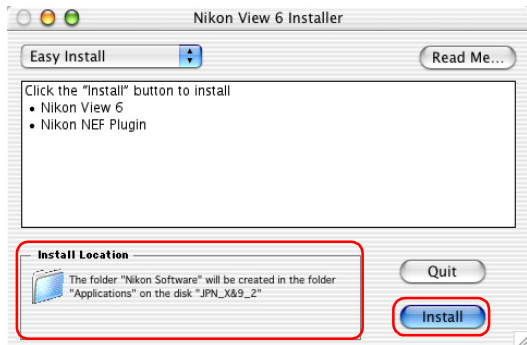 Nikon View 6 Installer
Easy Install
Read Me...
Click the "Install" button to install
• Nikon View 6
• Nikon NEF Plugin
Install Location
The folder "Nikon Software" will be created in the folder
"Applications" on the disk "JPN_X&9_2"
Quit
Install